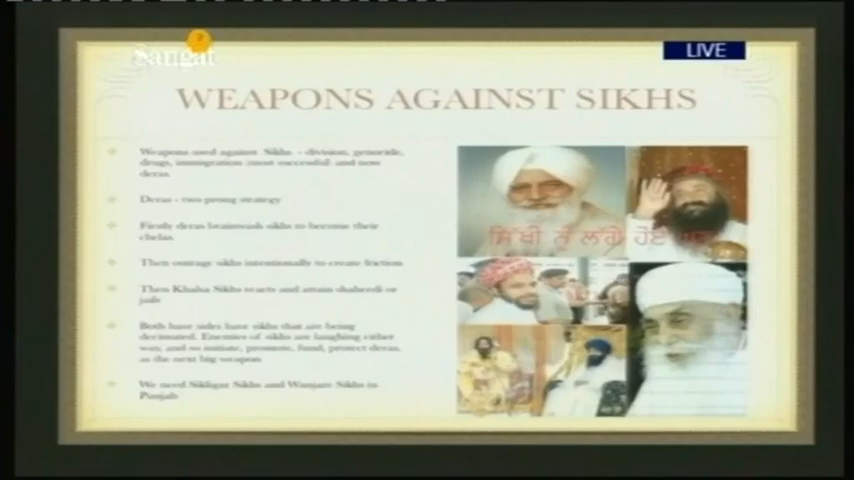 Sangat
LIVE
WEAPONS AGAINST SIKHS
Weapons used against Sikhs - division, genocide,
drugs, immigration (most successful) and now
deras.
Deras - two prong strategy
Firstly deras brainwash sikhs to become their
chelas
Then outrage sikhs intentionally to create friction
Then Khalsa Sikhs reacts and attain shaheedi or
jails
Both have sides have sikhs that are being
decimated. Enemies of sikhs are laughing either
way, and so initiate, promote, fund, protect deras,
as the next big weapon
We need Sikligar Sikhs and Wanjare Sikhs in
Punjab
ਸਿੱਖੀ ਨੂੰ ਲੱਗੇ ਹੋਏ